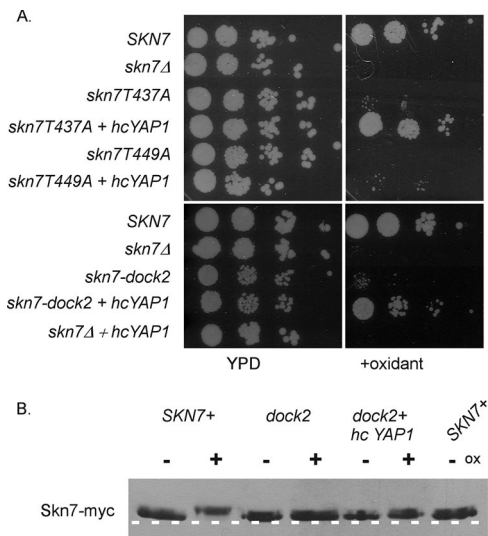 A.
SKN7
skn7Δ
skn7T437A
skn7T437A + hcYAP1
skn7T449A
skn7T449A + hcYAP1
SKN7
skn7Δ
skn7-dock2
skn7-dock2 + hcYAP1
skn7Δ + hcYAP1
YPD +oxidant
B.
SKN7+ dock2 dock2+ hc YAP1 SKN7+
- + - + - + - ox
Skn7-myc